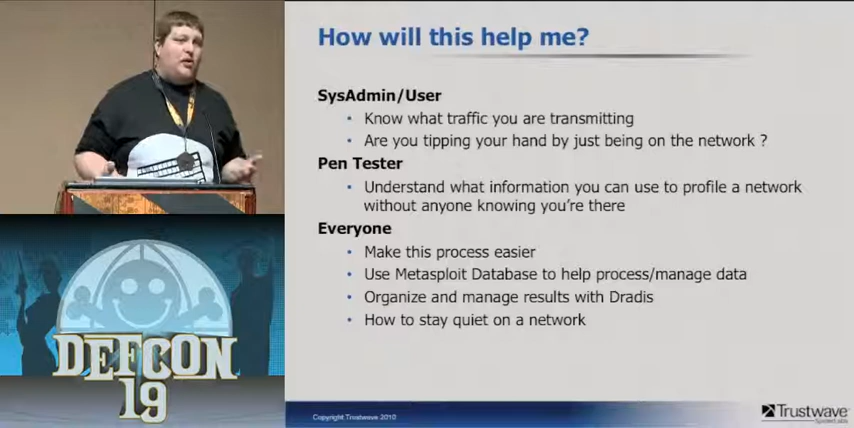 How will this help me?
SysAdmin/User
• Know what traffic you are transmitting
• Are you tipping your hand by just being on the network ?
Pen Tester
• Understand what information you can use to profile a network
without anyone knowing you're there
Everyone
• Make this process easier
• Use Metasploit Database to help process/manage data
• Organize and manage results with Dradis
• How to stay quiet on a network
DEFCON
19
Copyright Trustwave 2010
Trustwave
SpiderLabs